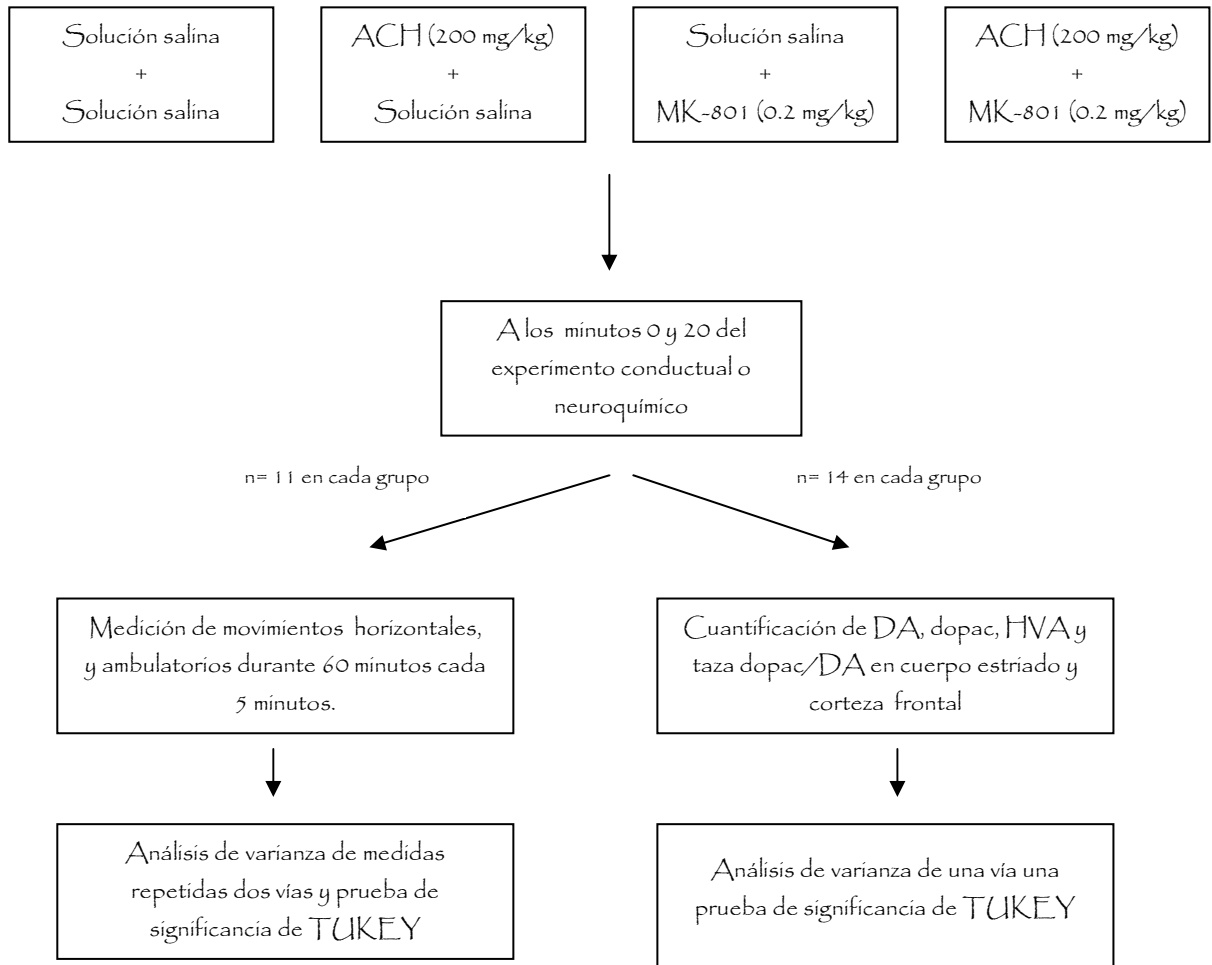 Solución salina
+
Solución salina
ACH (200 mg/kg)
+
Solución salina
Solución salina
+
MK-801 (0.2 mg/kg)
ACH (200 mg/kg)
+
MK-801 (0.2 mg/kg)
A los minutos 0 y 20 del
experimento conductual o
neuroquímico
n= 11 en cada grupo
n= 14 en cada grupo
Medición de movimientos horizontales,
y ambulatorios durante 60 minutos cada
5 minutos.
Cuantificación de DA, dopac, HVA y
taza dopac/DA en cuerpo estriado y
corteza frontal
Análisis de varianza de medidas
repetidas dos vías y prueba de
significancia de TUKEY
Análisis de varianza de una vía una
prueba de significancia de TUKEY